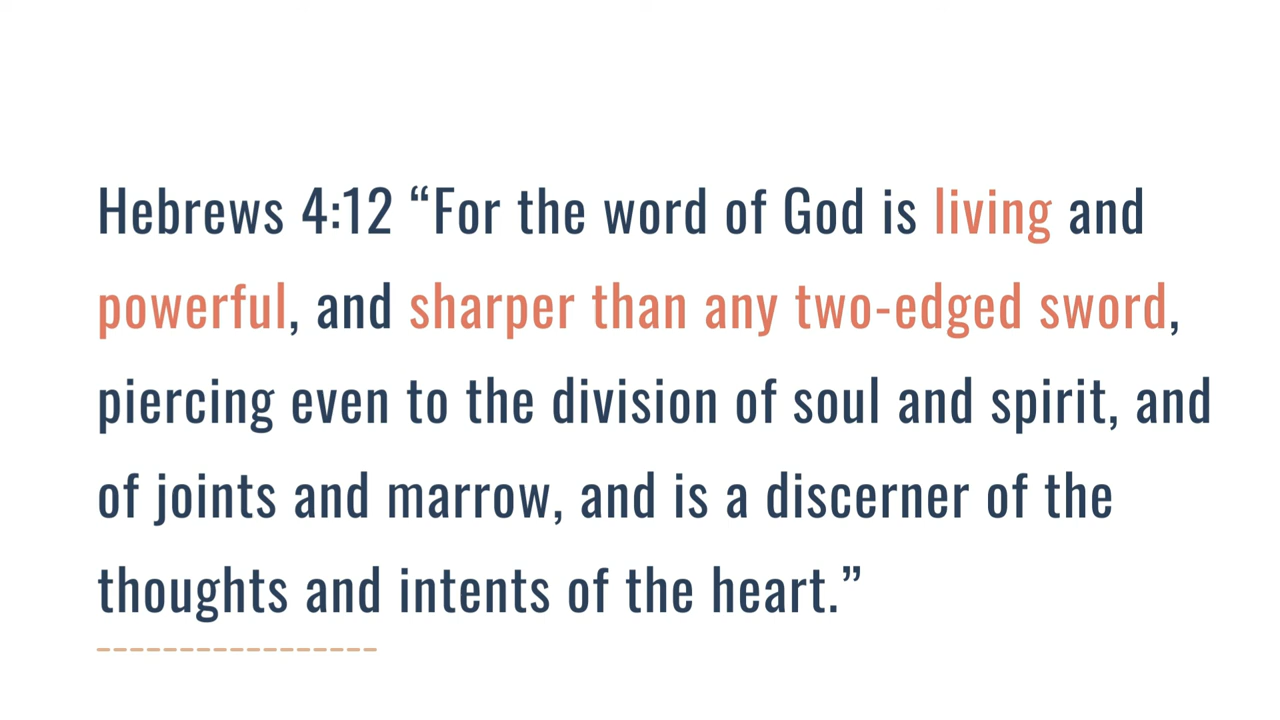 Hebrews 4:12 “For the word of God is living and
powerful, and sharper than any two-edged sword,
piercing even to the division of soul and spirit, and
of joints and marrow, and is a discerner of the
thoughts and intents of the heart.”